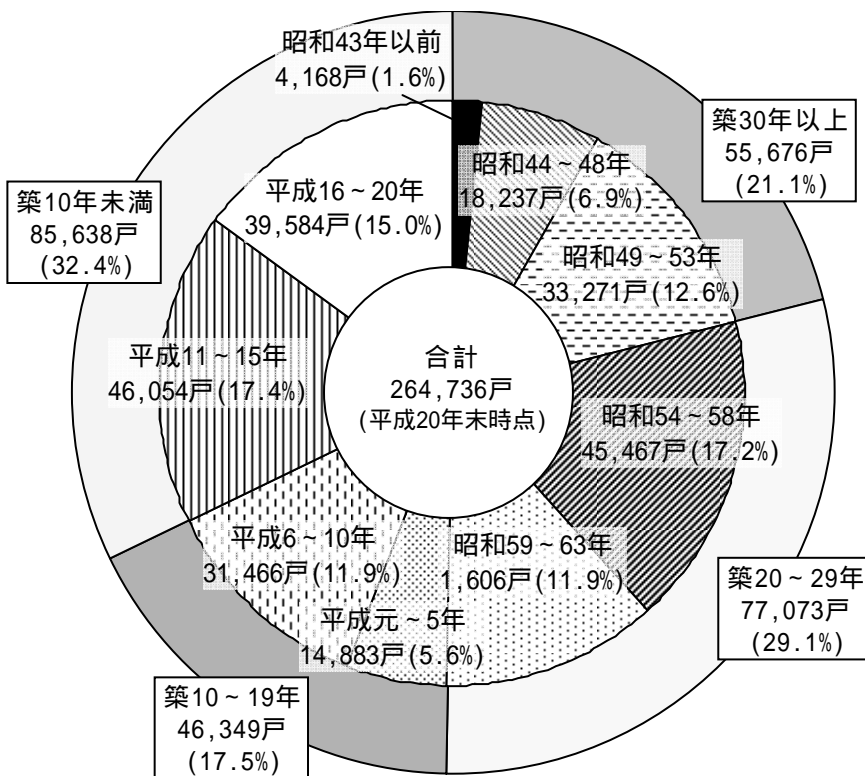 昭和43年以前
4,168戸(1.6%)
昭和44～48年
18,237戸(6.9%)
築30年以上
55,676戸
(21.1%)
昭和49～53年
33,271戸(12.6%)
昭和54～58年
45,467戸(17.2%)
築20～29年
77,073戸
(29.1%)
昭和59～63年
1,606戸(11.9%)
平成元～5年
14,883戸(5.6%)
築10～19年
46,349戸
(17.5%)
平成6～10年
31,466戸(11.9%)
平成11～15年
46,054戸(17.4%)
築10年未満
85,638戸
(32.4%)
平成16～20年
39,584戸(15.0%)
合計
264,736戸
(平成20年末時点)